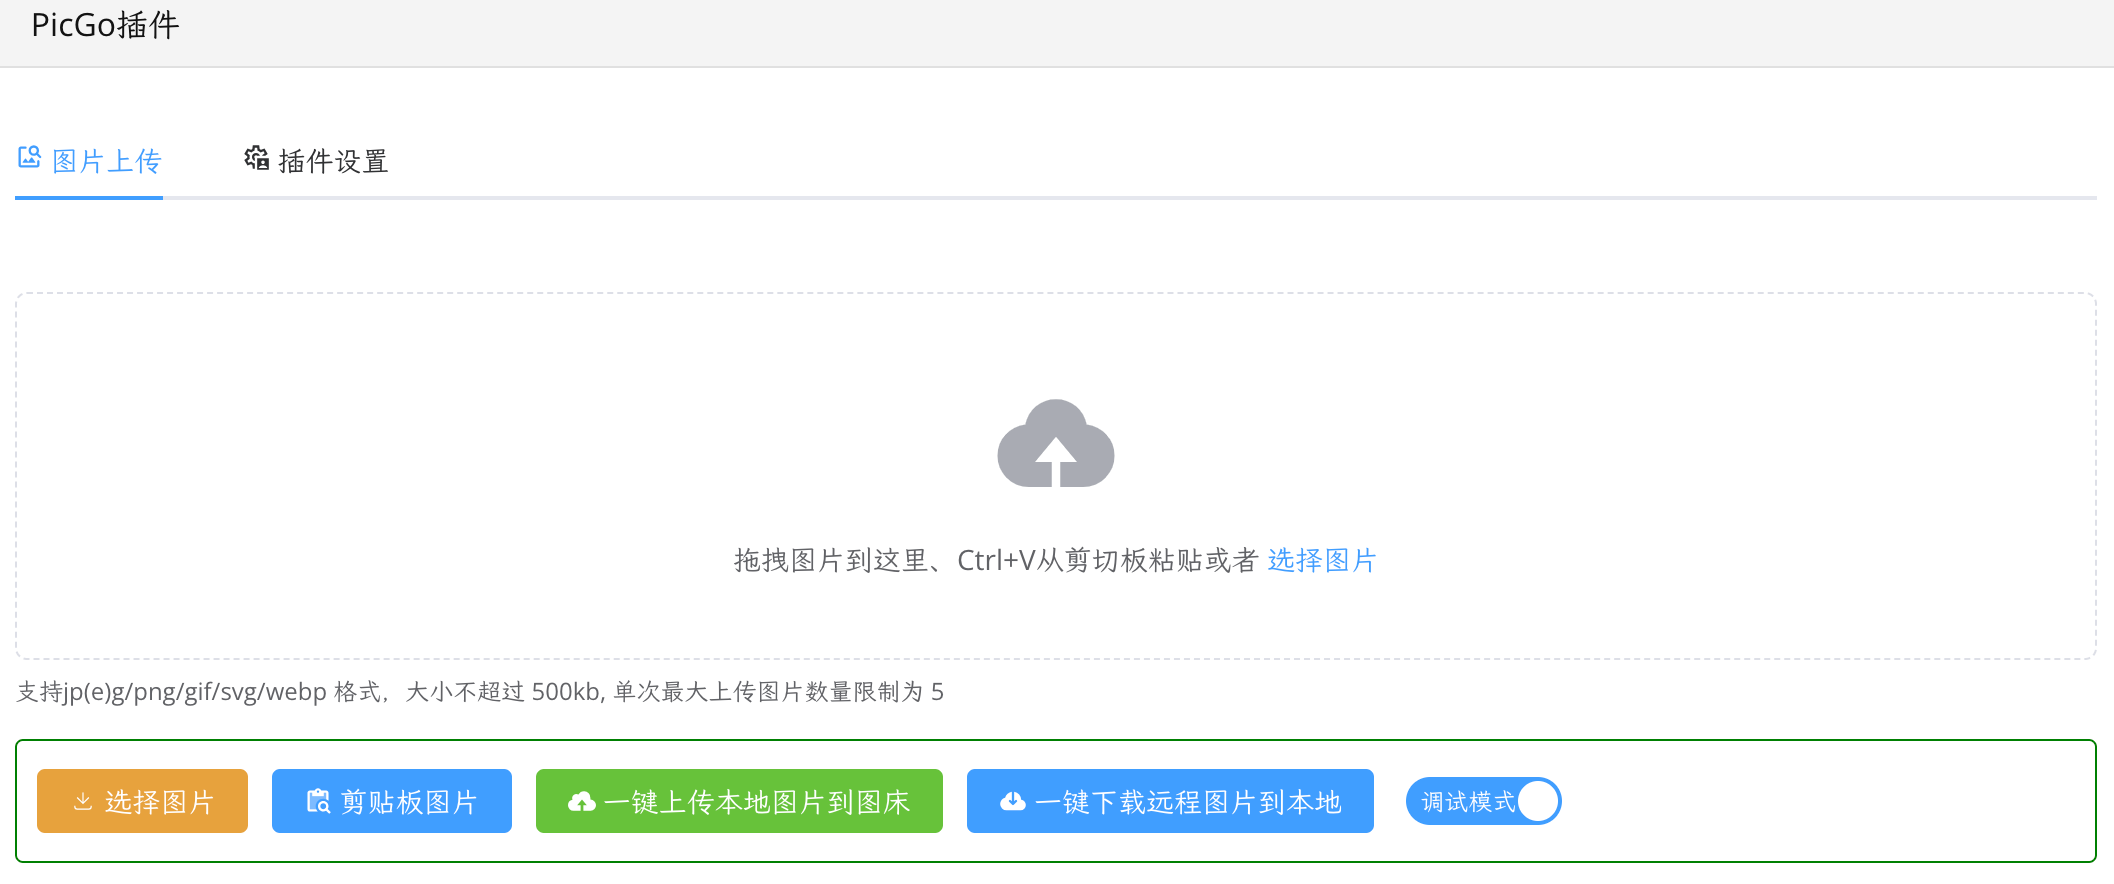 PicGo插件
图片上传 插件设置
拖拽图片到这里、Ctrl+V从剪切板粘贴或者 选择图片
支持jp(e)g/png/gif/svg/webp 格式，大小不超过 500kb, 单次最大上传图片数量限制为 5
选择图片 剪贴板图片 一键上传本地图片到图床 一键下载远程图片到本地 调试模式